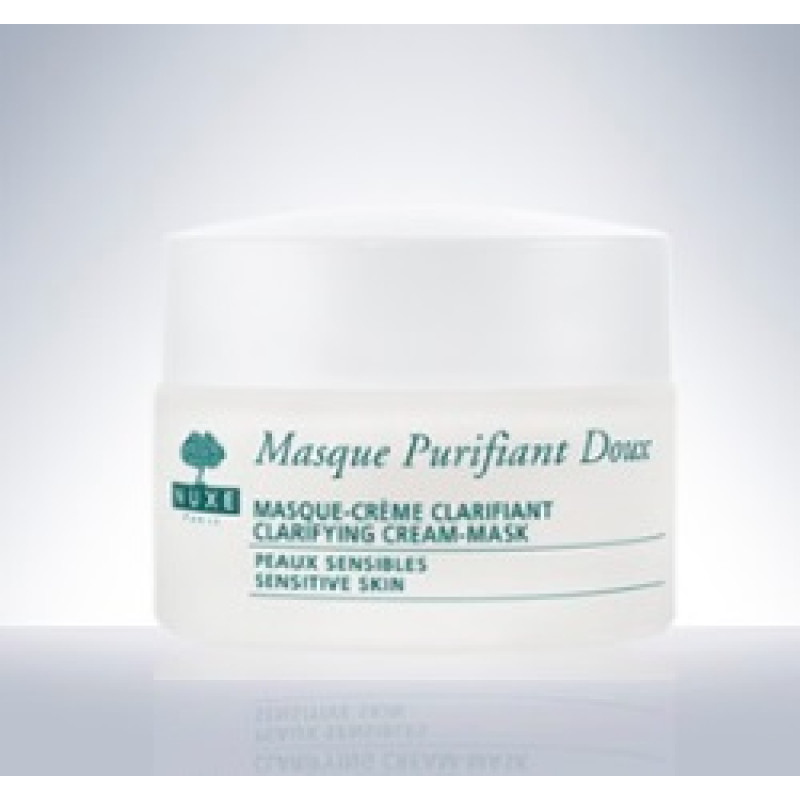 Masque Purifiant Doux
NUXE
PARIS
MASQUE-CRÈME CLARIFIANT
CLARIFYING CREAM-MASK
PEAUX SENSIBLES
SENSITIVE SKIN